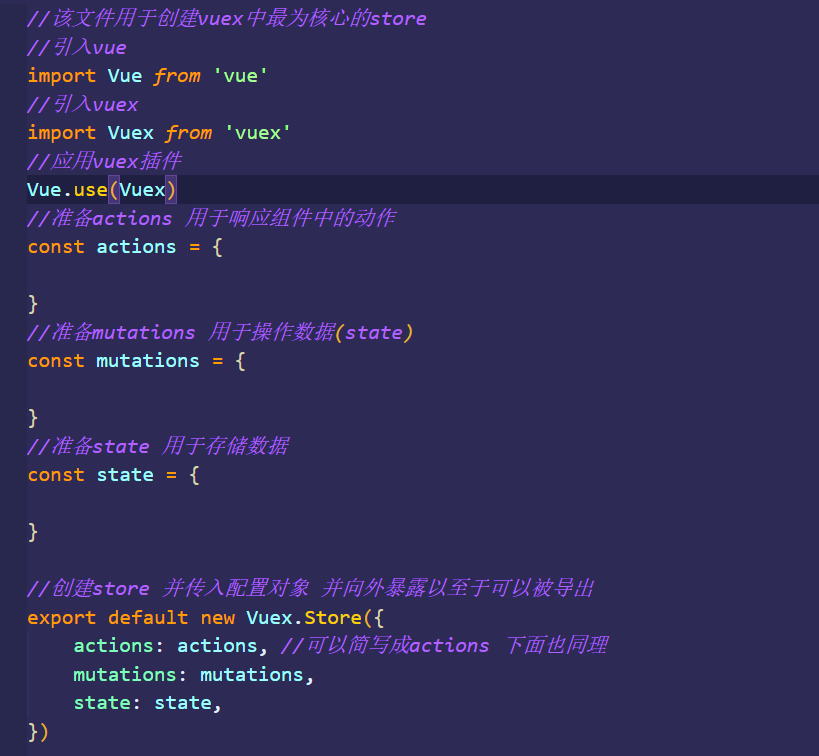 //该文件用于创建vuex中最为核心的store
//引入vue
import Vue from 'vue'
//引入vuex
import Vuex from 'vuex'
//应用vuex插件
Vue.use(Vuex)
//准备actions 用于响应组件中的动作
const actions = {
}
//准备mutations 用于操作数据(state)
const mutations = {
}
//准备state 用于存储数据
const state = {
}
//创建store 并传入配置对象 并向外暴露以至于可以被导出
export default new Vuex.Store({
    actions: actions, //可以简写成actions 下面也同理
    mutations: mutations,
    state: state,
})